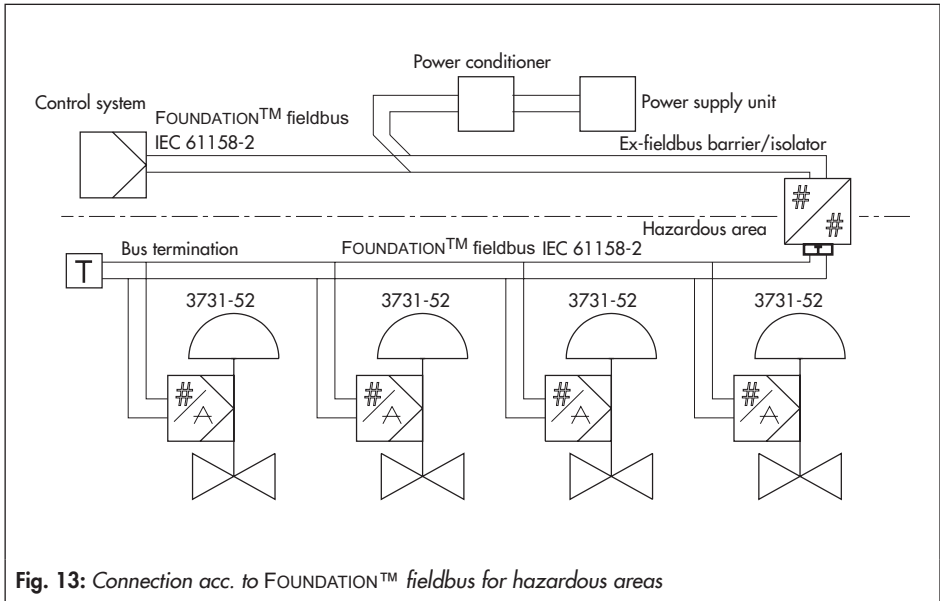 Power conditioner
Control system
Power supply unit
FOUNDATION™ fieldbus
IEC 61158-2
Ex-fieldbus barrier/isolator
#
#
Hazardous area
Bus termination
FOUNDATION™ fieldbus IEC 61158-2
T
T
3731-52
3731-52
3731-52
3731-52
#
A
#
A
#
A
#
A
Fig. 13: Connection acc. to FOUNDATION™ fieldbus for hazardous areas